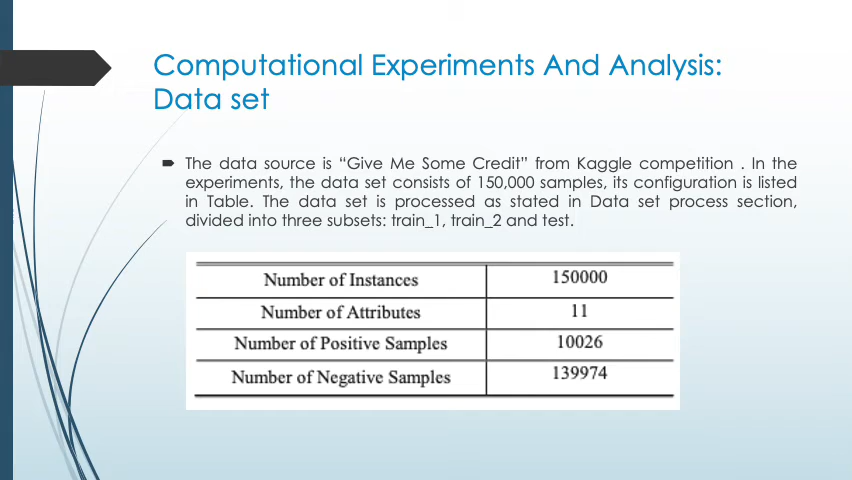 Computational Experiments And Analysis:
Data set
The data source is “Give Me Some Credit” from Kaggle competition . In the
experiments, the data set consists of 150,000 samples, its configuration is listed
in Table. The data set is processed as stated in Data set process section,
divided into three subsets: train_1, train_2 and test.
Number of Instances 150000
Number of Attributes 11
Number of Positive Samples 10026
Number of Negative Samples 139974